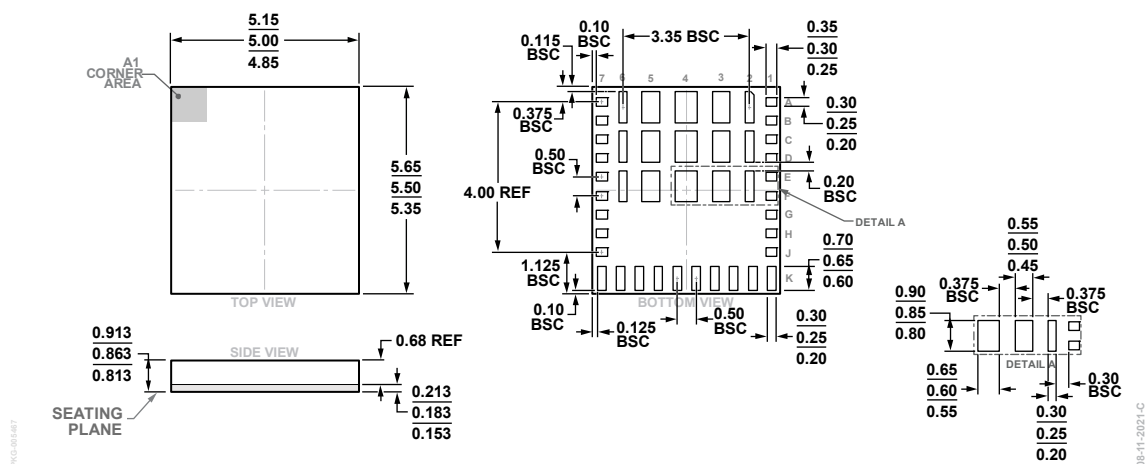 5.15
5.00
4.85
A1
CORNER
AREA
5.65
5.50
5.35
TOP VIEW
0.10
BSC
0.115
BSC
3.35 BSC
0.35
0.30
0.25
7 6 5 4 3 2 1
A
B
C
D
E
F
G
H
J
K
0.375
BSC
0.50
BSC
4.00 REF
1.125
BSC
0.10
BSC
0.125
BSC
BOTTOM VIEW
0.50
BSC
0.30
0.25
0.20
0.30
0.25
0.20
0.20
BSC
DETAIL A
0.70
0.65
0.60
0.913
0.863
0.813
SIDE VIEW
0.68 REF
SEATING
PLANE
0.213
0.183
0.153
0.55
0.50
0.45
0.375
BSC
0.375
BSC
0.90
0.85
0.80
DETAIL A
0.65
0.60
0.55
0.30
BSC
0.30
0.25
0.20
08-11-2021-C